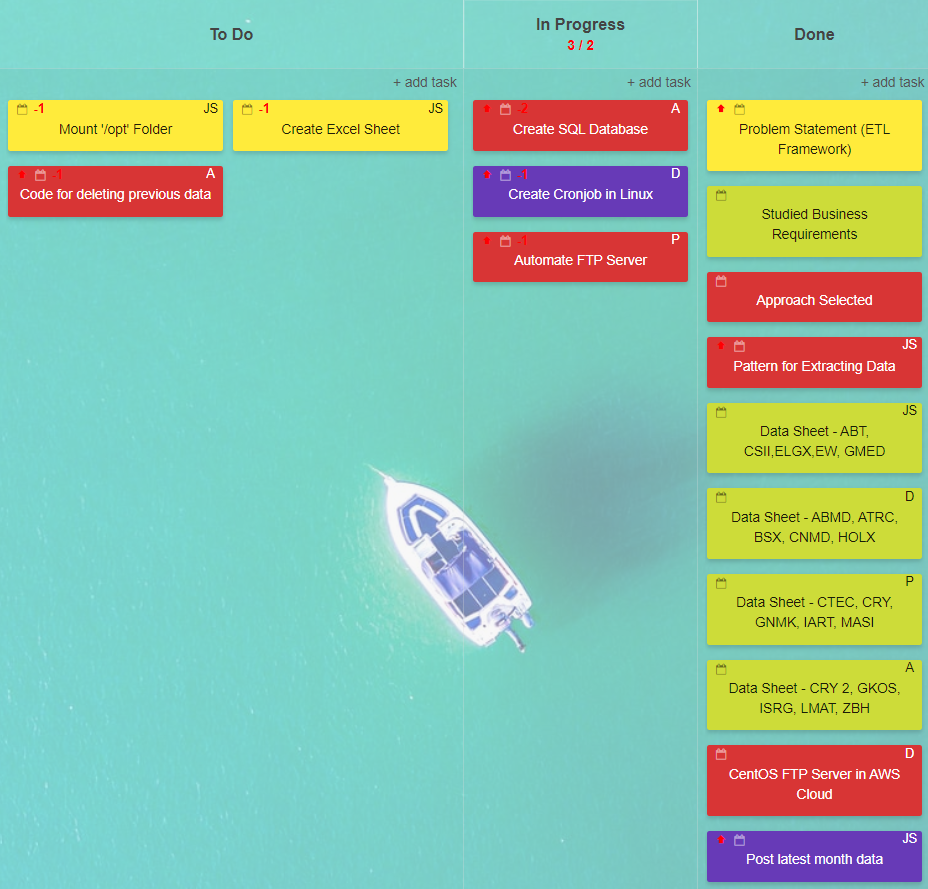 To Do
In Progress
3 / 2
Done
+ add task
+ add task
+ add task
-1 JS
Mount '/opt' Folder
-1 JS
Create Excel Sheet
-1 A
Code for deleting previous data
-2 A
Create SQL Database
-1 D
Create Cronjob in Linux
-1 P
Automate FTP Server
Problem Statement (ETL
Framework)
Studied Business
Requirements
Approach Selected
JS
Pattern for Extracting Data
JS
Data Sheet - ABT,
CSII,ELGX,EW, GMED
D
Data Sheet - ABMD, ATRC,
BSX, CNMD, HOLX
P
Data Sheet - CTEC, CRY,
GNMK, IART, MASI
A
Data Sheet - CRY 2, GKOS,
ISRG, LMAT, ZBH
D
CentOS FTP Server in AWS
Cloud
JS
Post latest month data